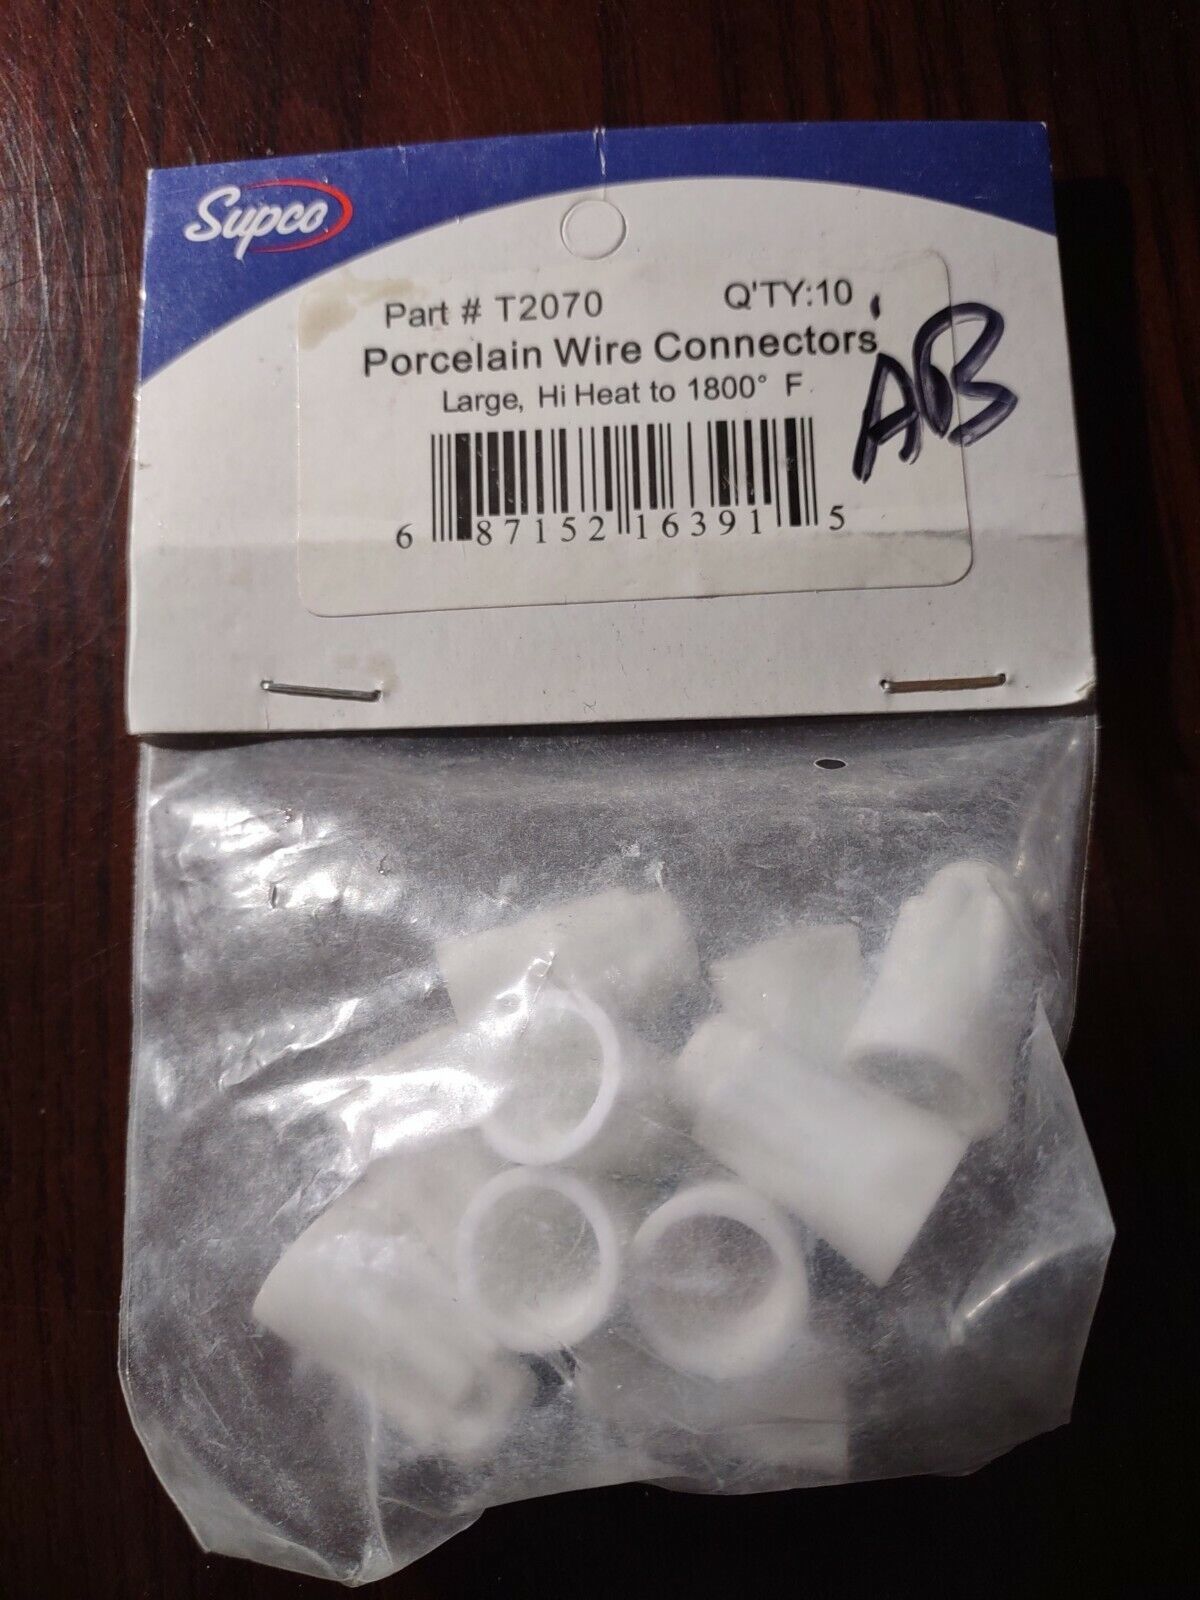 Supco
Part # T2070 Q'TY:10
Porcelain Wire Connectors,
Large, Hi Heat to 1800° F.
AB
6 87152 16391 5